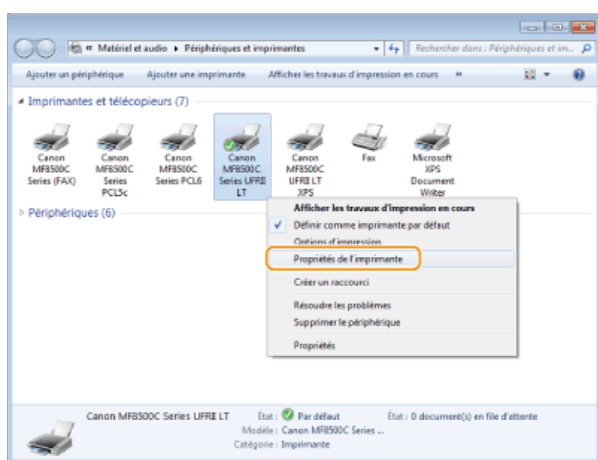 « Matériel et audio ▸ Périphériques et imprimantes
Rechercher dans : Périphériques et im...
Ajouter un périphérique Ajouter une imprimante Afficher les travaux d'impression en cours »
Imprimantes et télécopieurs (7)
Canon MF8500C Series (FAX)
Canon MF8500C Series PCL5c
Canon MF8500C Series PCL6
Canon MF8500C Series UFRII LT
Canon MF8500C UFRII LT XPS
Fax
Microsoft XPS Document Writer
Périphériques (6)
Afficher les travaux d'impression en cours
Définir comme imprimante par défaut
Options d'impression
Propriétés de l'imprimante
Créer un raccourci
Résoudre les problèmes
Supprimer le périphérique
Propriétés
Canon MF8500C Series UFRII LT État : Par défaut État : 0 document(s) en file d'attente
Modèle : Canon MF8500C Series ...
Catégorie : Imprimante